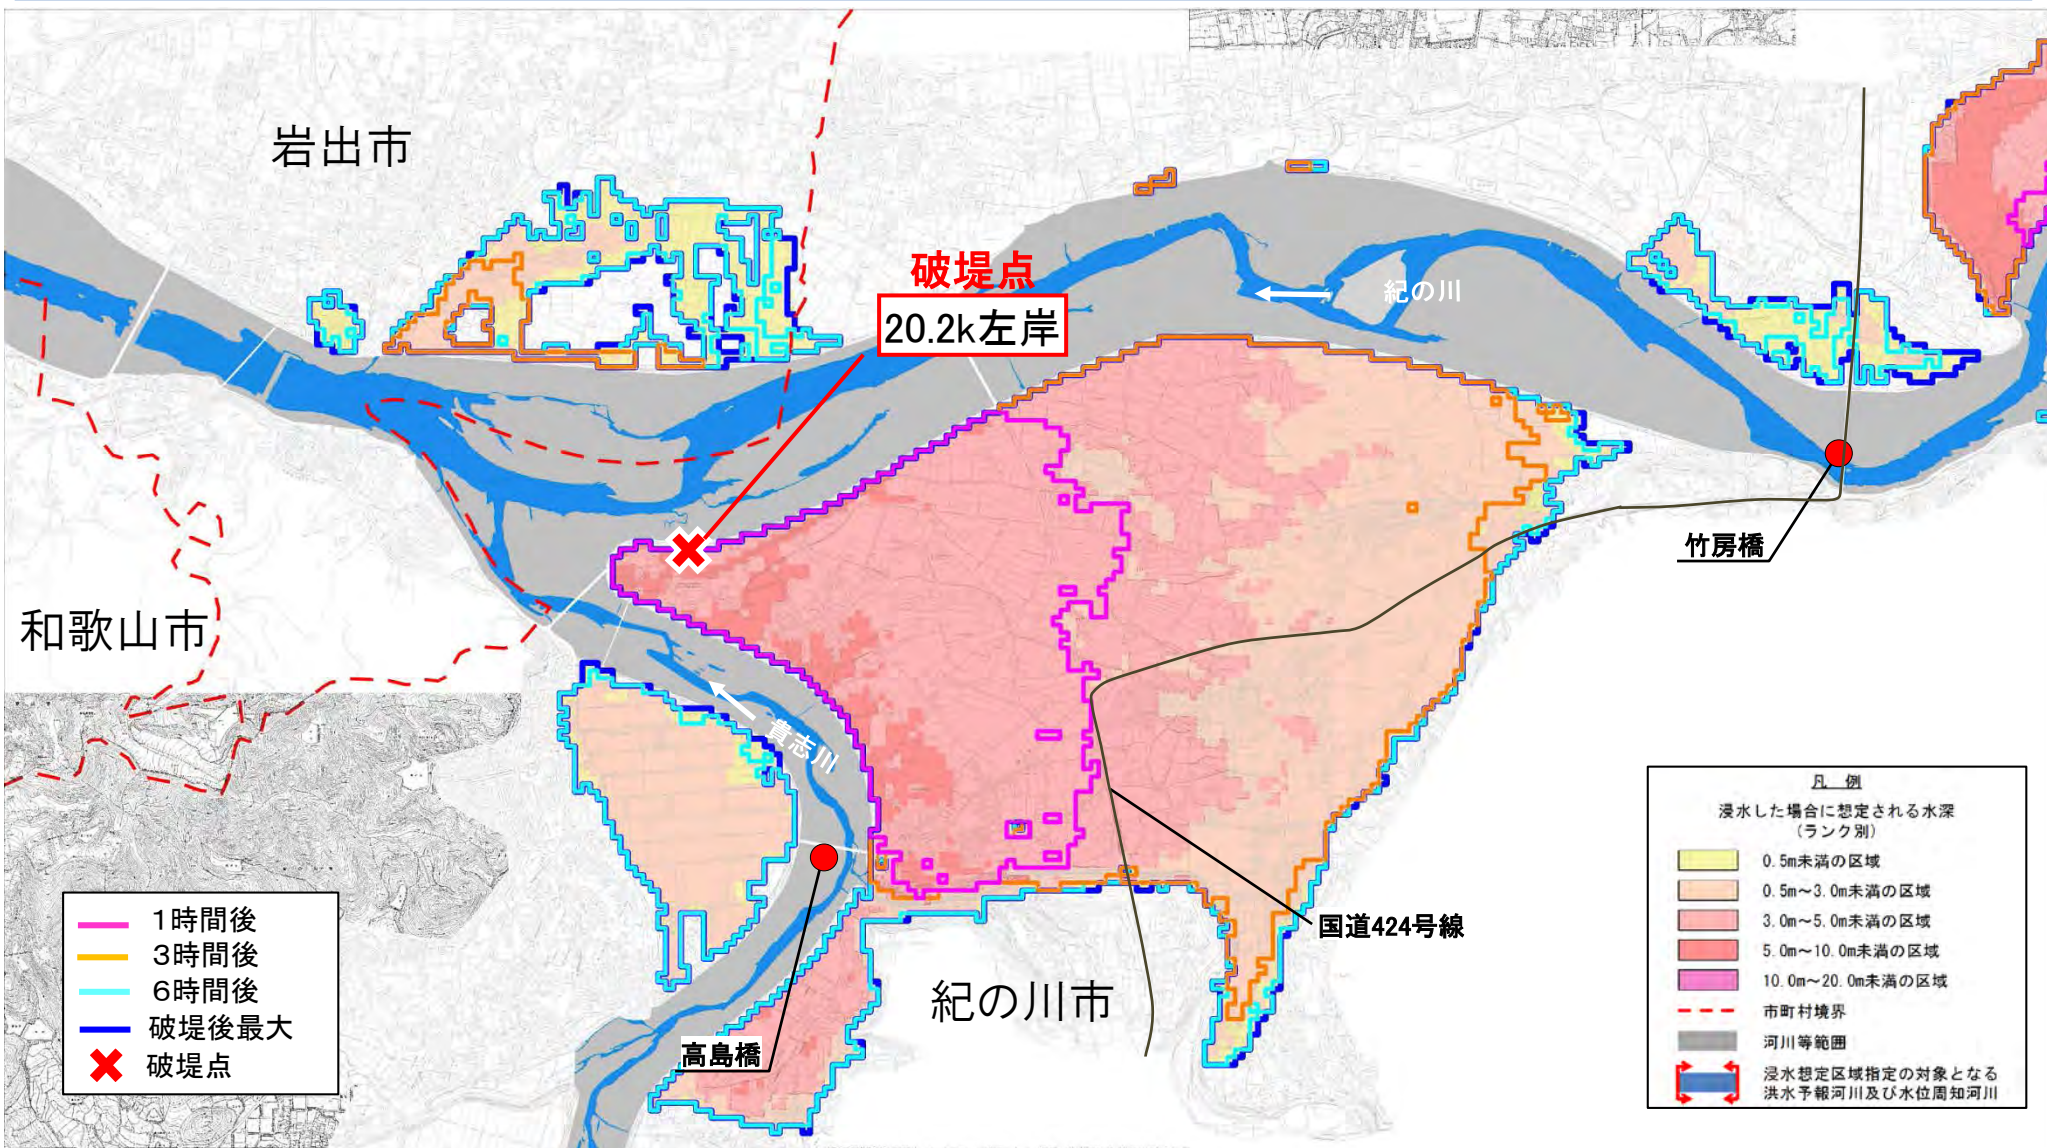 岩出市
破堤点
20.2k左岸
紀の川
竹房橋
和歌山市
貴志川
国道424号線
紀の川市
高島橋
1時間後
3時間後
6時間後
破堤後最大
破堤点
凡 例
浸水した場合に想定される水深
(ランク別)
0.5m未満の区域
0.5m～3.0m未満の区域
3.0m～5.0m未満の区域
5.0m～10.0m未満の区域
10.0m～20.0m未満の区域
市町村境界
河川等範囲
浸水想定区域指定の対象となる
洪水予報河川及び水位周知河川